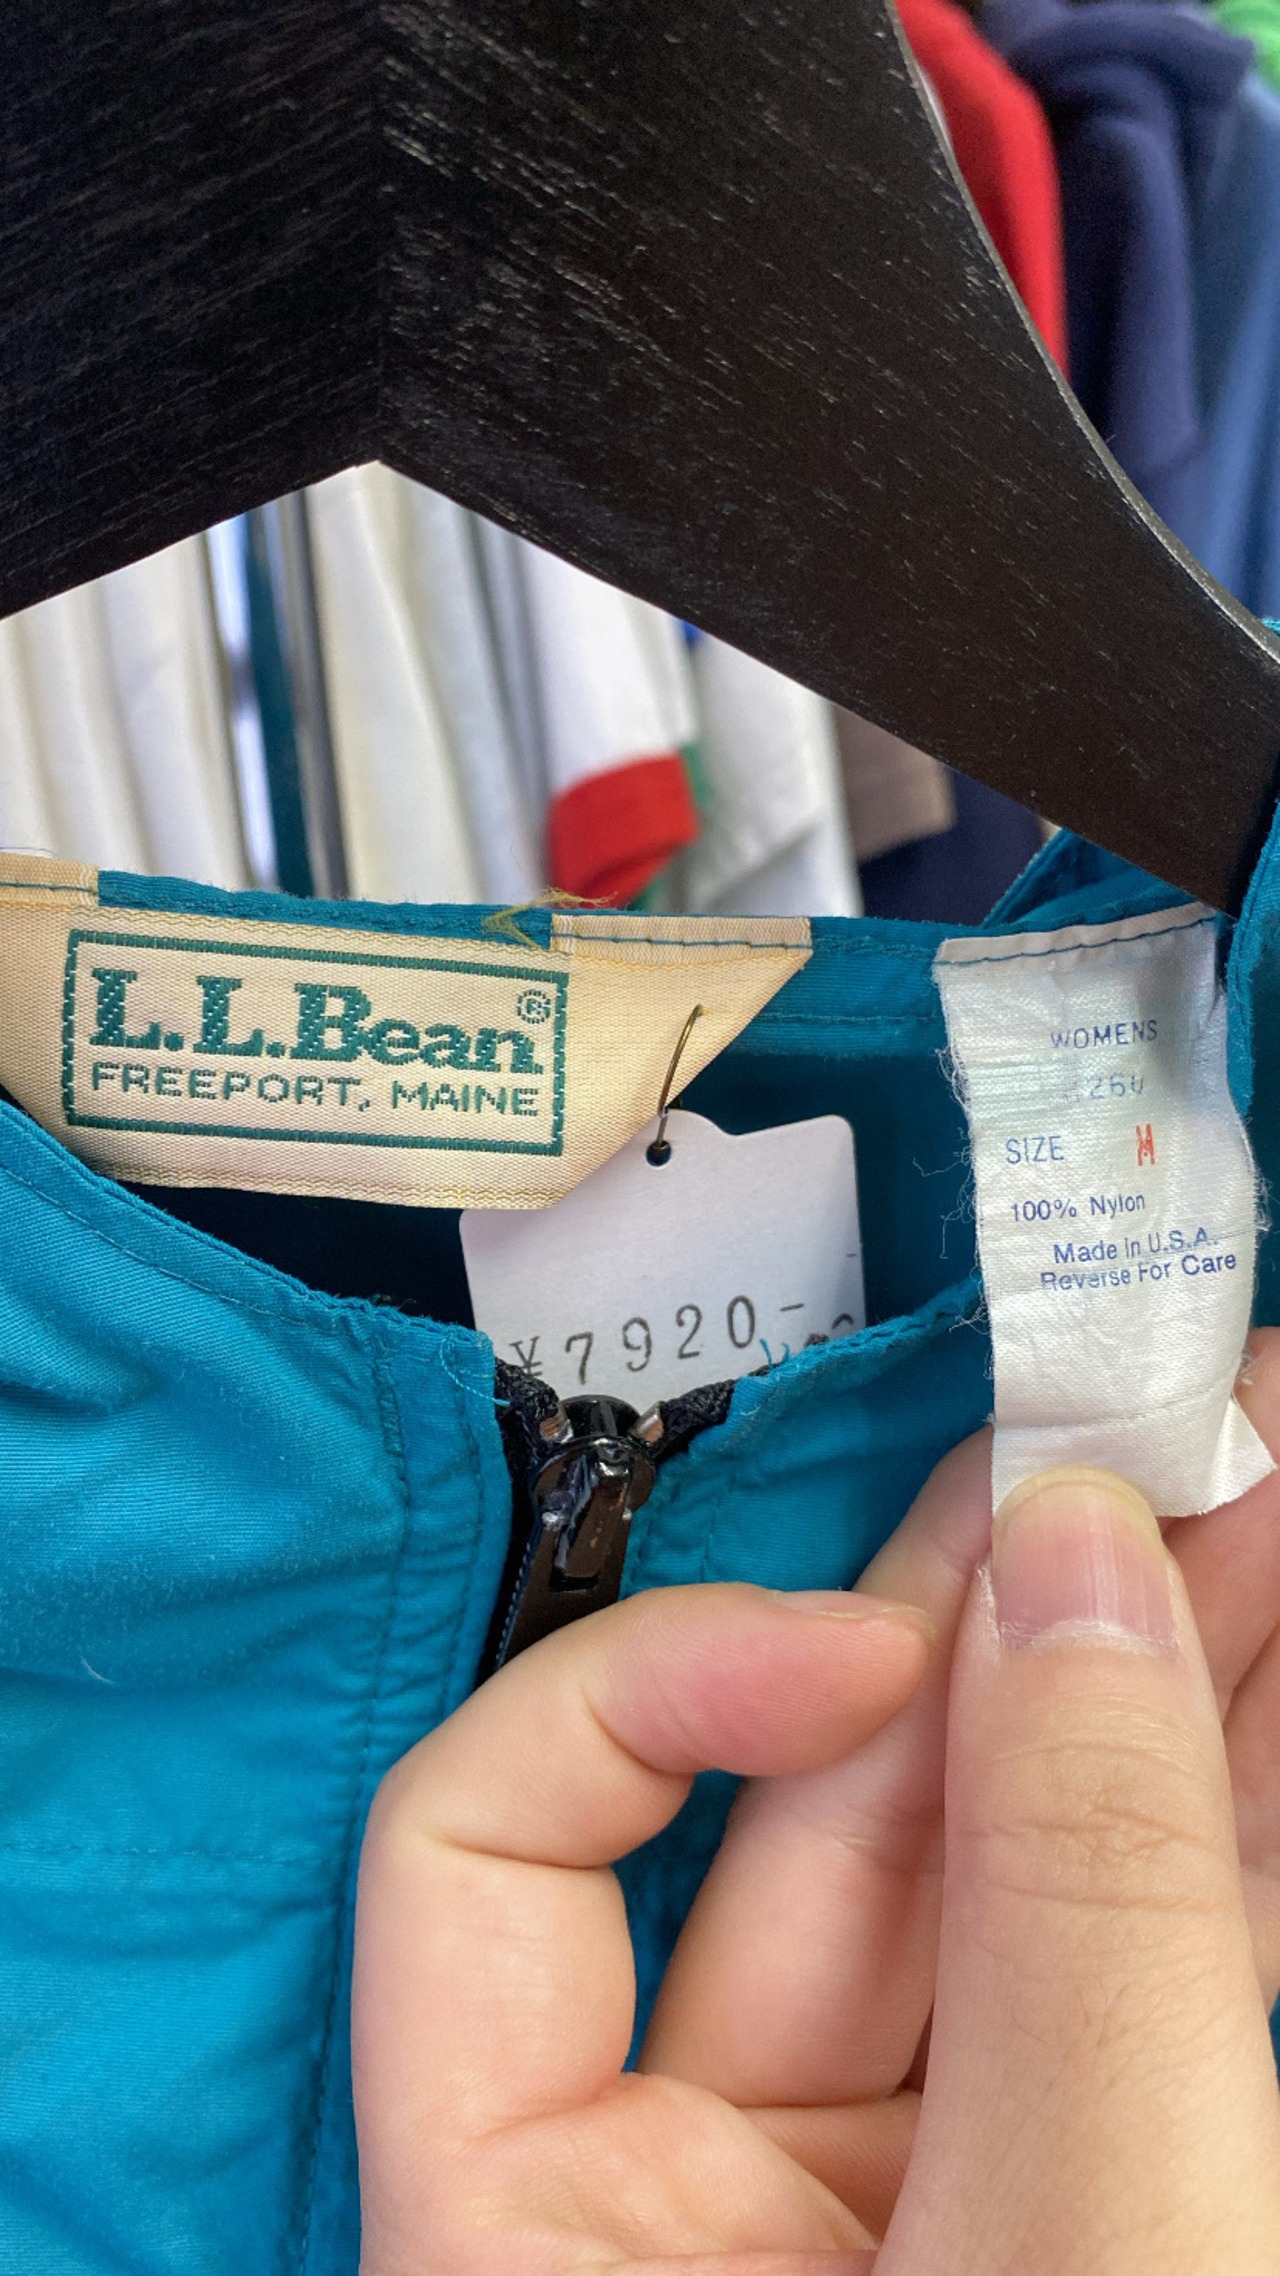 L.L.Bean®
FREEPORT, MAINE
¥7920-
WOMENS
SIZE M
100% Nylon
Made in U.S.A.
Reverse For Care